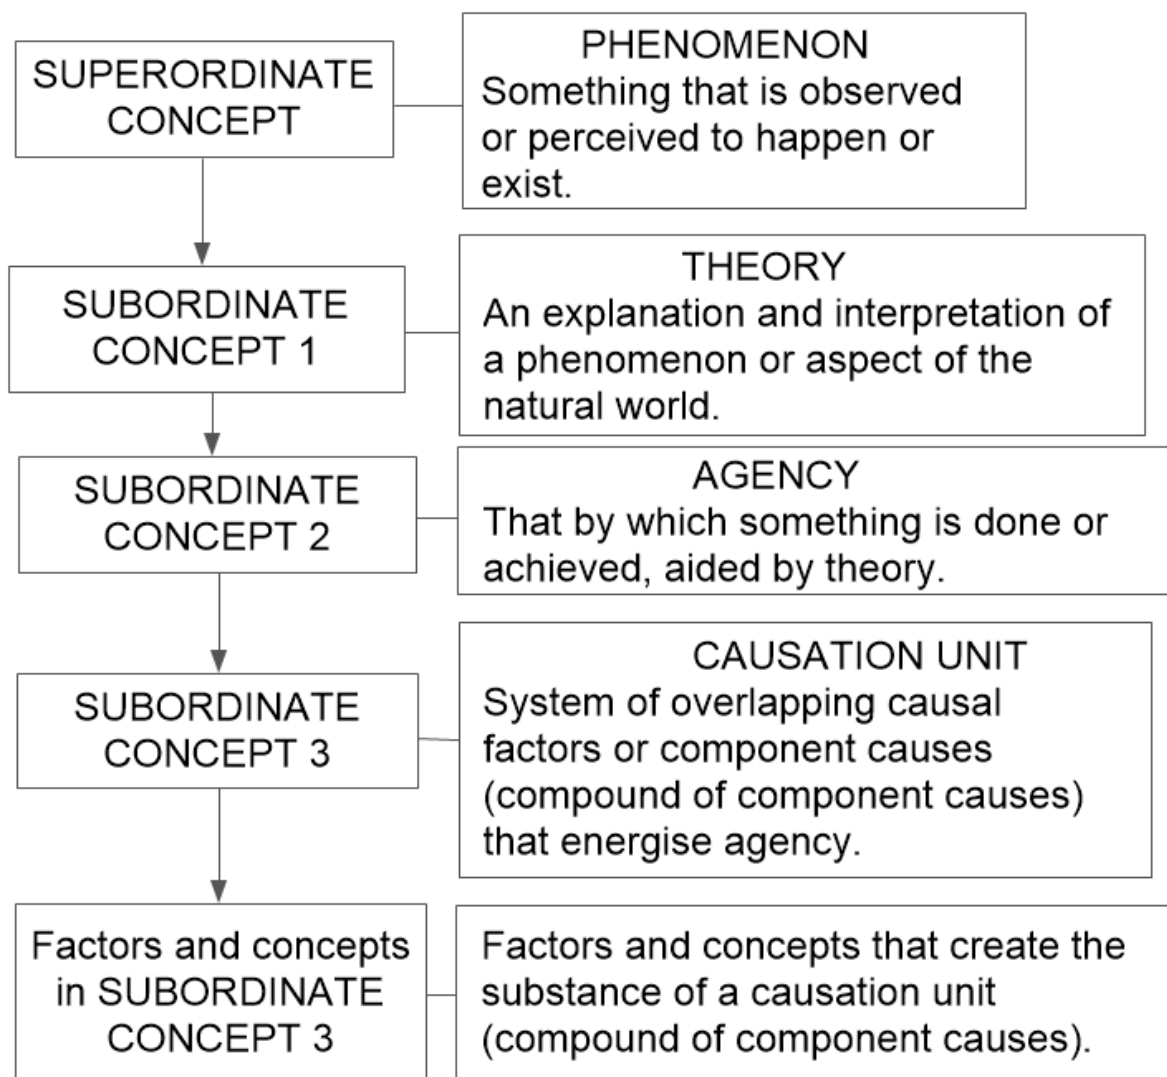 SUPERORDINATE
CONCEPT
PHENOMENON
Something that is observed
or perceived to happen or
exist.
SUBORDINATE
CONCEPT 1
THEORY
An explanation and interpretation of
a phenomenon or aspect of the
natural world.
SUBORDINATE
CONCEPT 2
AGENCY
That by which something is done or
achieved, aided by theory.
SUBORDINATE
CONCEPT 3
CAUSATION UNIT
System of overlapping causal
factors or component causes
(compound of component causes)
that energise agency.
Factors and concepts
in SUBORDINATE
CONCEPT 3
Factors and concepts that create the
substance of a causation unit
(compound of component causes).